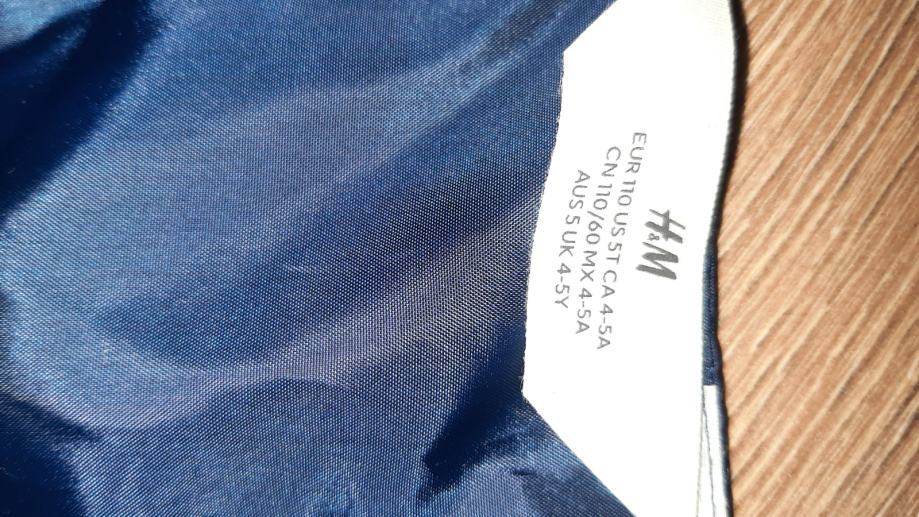 H&M
EUR 110 US 5T CA 4-5A
CN 110/60 MX 4-5A
AUS 5 UK 4-5Y